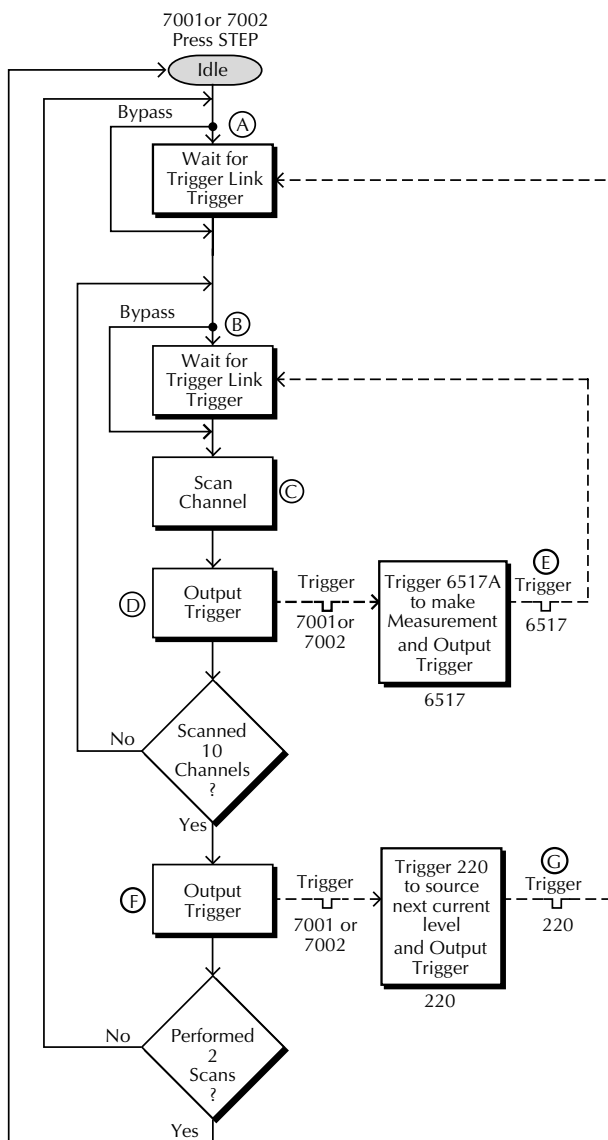 7001or 7002
Press STEP
Idle
Bypass
A
Wait for
Trigger Link
Trigger
Bypass
B
Wait for
Trigger Link
Trigger
Scan
Channel
C
D
Output
Trigger
Trigger
7001or
7002
Trigger 6517A
to make
Measurement
and Output
Trigger
6517
E
Trigger
6517
No
Scanned
10
Channels
?
Yes
F
Output
Trigger
Trigger
7001 or
7002
Trigger 220
to source
next current
level
and Output
Trigger
220
G
Trigger
220
No
Performed
2
Scans
?
Yes